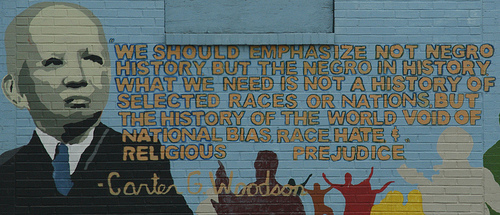 "WE SHOULD EMPHASIZE NOT NEGRO
HISTORY BUT THE NEGRO IN HISTORY.
WHAT WE NEED IS NOT A HISTORY OF
SELECTED RACES OR NATIONS, BUT
THE HISTORY OF THE WORLD VOID OF
NATIONAL BIAS RACE HATE &
RELIGIOUS PREJUDICE
-Carter G. Woodson